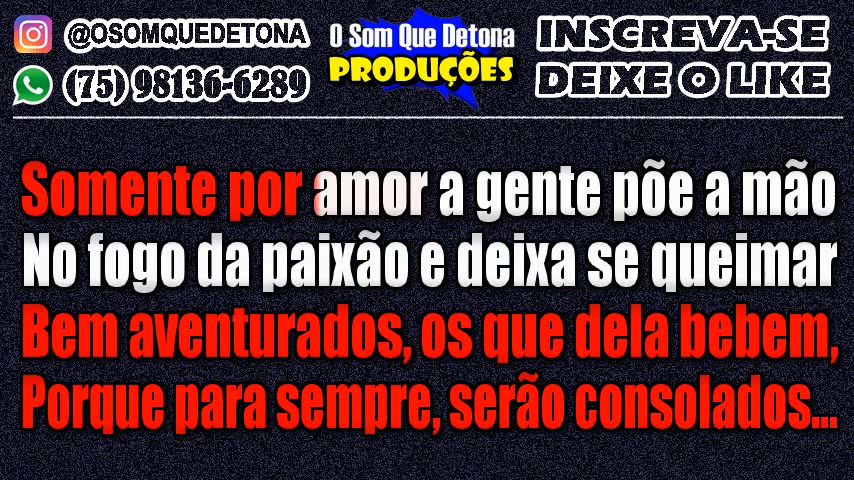 @OSOMQUEDETONA
(75) 98136-6289
O Som Que Detona
PRODUÇÕES
INSCREVA-SE
DEIXE O LIKE
Somente por amor a gente põe a mão
No fogo da paixão e deixa se queimar
Bem aventurados, os que dela bebem,
Porque para sempre, serão consolados...